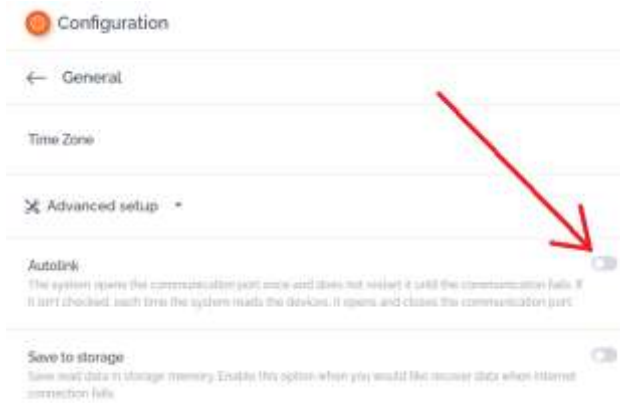 Configuration
← General
Time Zone
Advanced setup
Autolink
The system opens the communication port once and does not restart it until the communication fails. If
it isn't checked, each time the system reads the devices, it opens and closes the communication port
Save to storage
Save read data in storage memory. Enable this option when you would like recover data when internet
connection fails